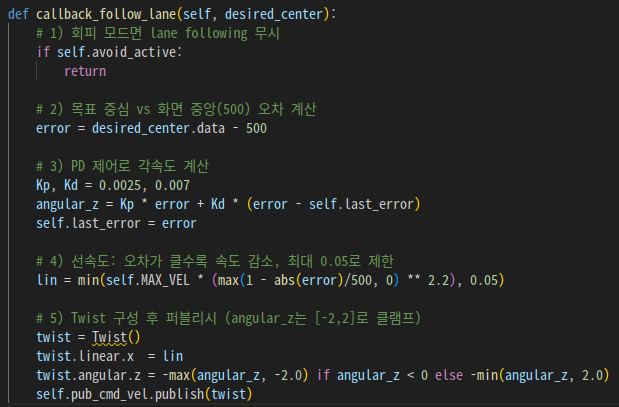 def callback_follow_lane(self, desired_center):
    # 1) 회피 모드면 lane following 무시
    if self.avoid_active:
        return

    # 2) 목표 중심 vs 화면 중앙(500) 오차 계산
    error = desired_center.data - 500

    # 3) PD 제어로 각속도 계산
    Kp, Kd = 0.0025, 0.007
    angular_z = Kp * error + Kd * (error - self.last_error)
    self.last_error = error

    # 4) 선속도: 오차가 클수록 속도 감소, 최대 0.05로 제한
    lin = min(self.MAX_VEL * (max(1 - abs(error)/500, 0) ** 2.2), 0.05)

    # 5) Twist 구성 후 퍼블리시 (angular_z는 [-2,2]로 클램프)
    twist = Twist()
    twist.linear.x  = lin
    twist.angular.z = -max(angular_z, -2.0) if angular_z < 0 else -min(angular_z, 2.0)
    self.pub_cmd_vel.publish(twist)